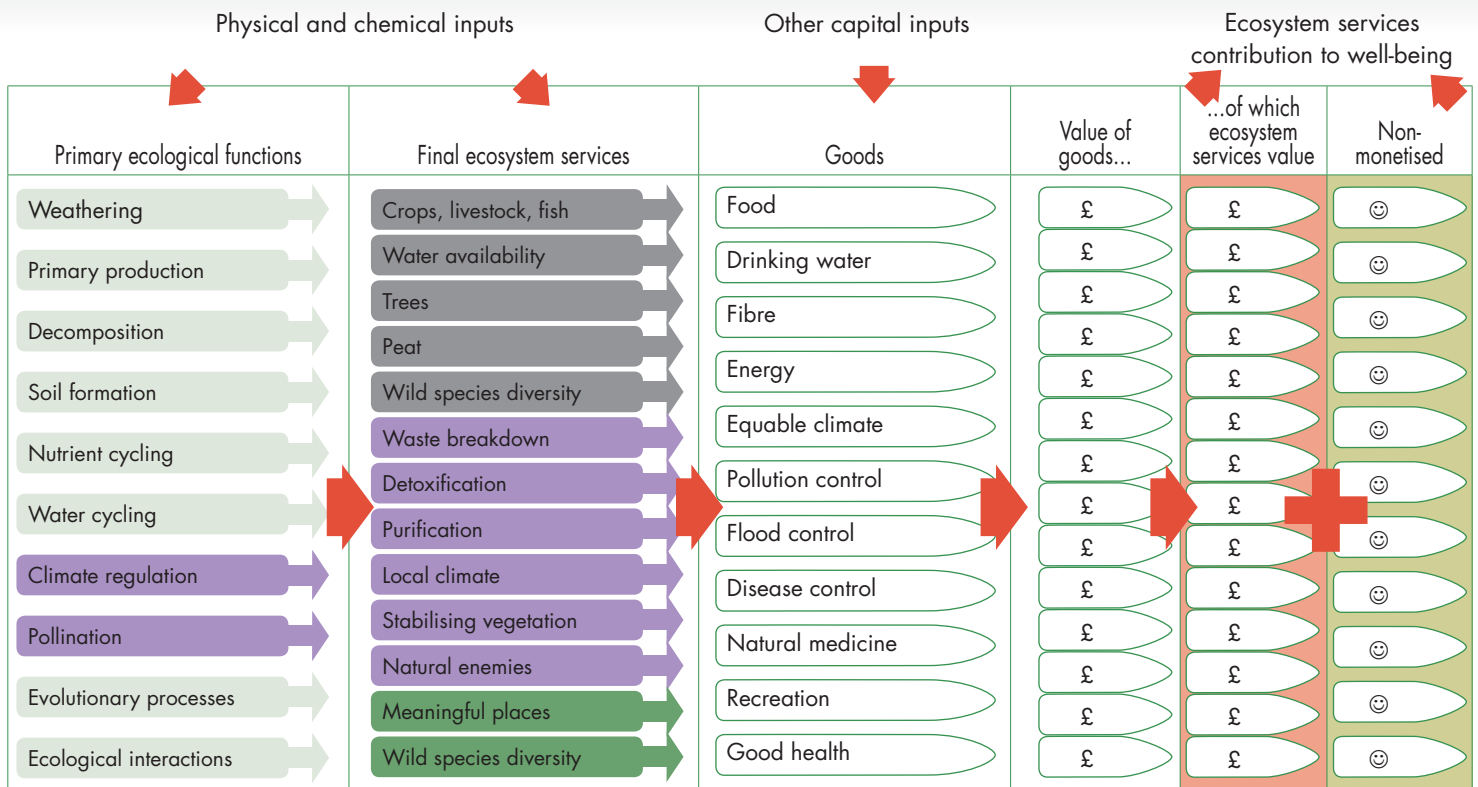 Physical and chemical inputs
Other capital inputs
Ecosystem services
contribution to well-being
Primary ecological functions
Weathering
Primary production
Decomposition
Soil formation
Nutrient cycling
Water cycling
Climate regulation
Pollination
Evolutionary processes
Ecological interactions
Final ecosystem services
Crops, livestock, fish
Water availability
Trees
Peat
Wild species diversity
Waste breakdown
Detoxification
Purification
Local climate
Stabilising vegetation
Natural enemies
Meaningful places
Wild species diversity
Goods
Food
Drinking water
Fibre
Energy
Equable climate
Pollution control
Flood control
Disease control
Natural medicine
Recreation
Good health
Value of
goods...
£
£
£
£
£
£
£
£
£
£
£
£
£
£
...of which
ecosystem
services value
£
£
£
£
£
£
£
£
£
£
£
£
£
£
Non-
monetised
☺
☺
☺
☺
☺
☺
☺
☺
☺
☺
☺